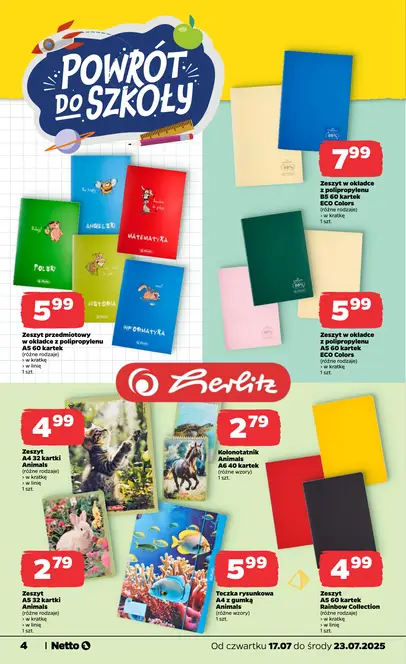 POWRÓT
DO SZKOŁY
7 99
Zeszyt w okładce
z polipropylenu
B5 60 kartek
ECO Colors
(różne rodzaje)
› w kratkę
1 szt.
POLSKI
ANGIELSKI
MATEMATYKA
HISTORIA
INFORMATYKA
5 99
Zeszyt przedmiotowy
w okładce z polipropylenu
A5 60 kartek
(różne rodzaje)
› w kratkę
› w linię
1 szt.
5 99
Zeszyt w okładce
z polipropylenu
A5 60 kartek
ECO Colors
(różne rodzaje)
› w kratkę
1 szt.
Herlitz
4 99
Zeszyt
A4 32 kartki
Animals
(różne rodzaje)
› w kratkę
› w linię
1 szt.
2 79
Kołonotatnik
Animals
A6 40 kartek
(różne wzory)
1 szt.
2 79
Zeszyt
A5 32 kartki
Animals
(różne rodzaje)
› w kratkę
› w linię
1 szt.
5 99
Teczka rysunkowa
A4 z gumką
Animals
(różne wzory)
1 szt.
4 99
Zeszyt
A5 60 kartek
Rainbow Collection
(różne rodzaje)
› w kratkę
1 szt.
4 | Netto
Od czwartku 17.07 do środy 23.07.2025